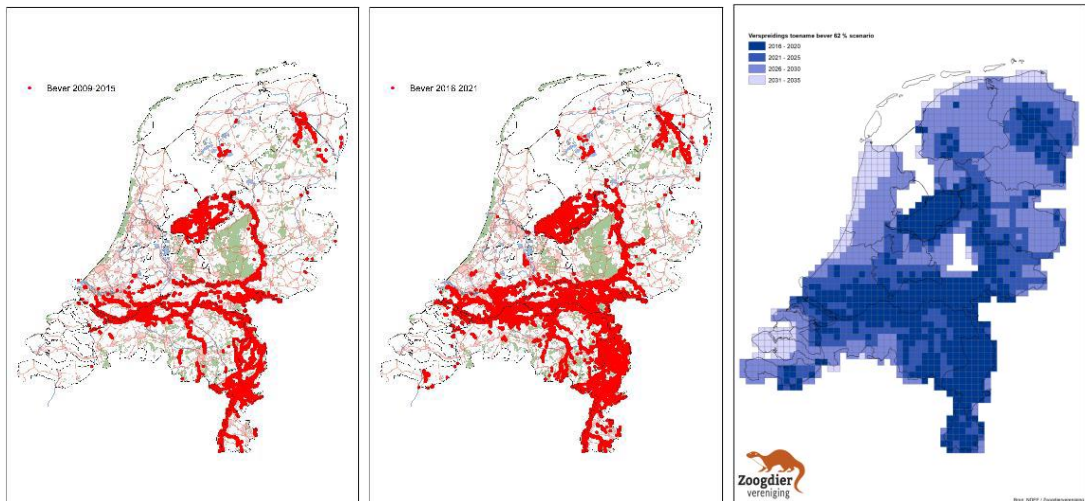 Bever 2009-2015
Bever 2016-2021
Verspreidings toename bever 62 % scenario
2016 - 2020
2021 - 2025
2026 - 2030
2031 - 2035
Zoogdier
vereniging